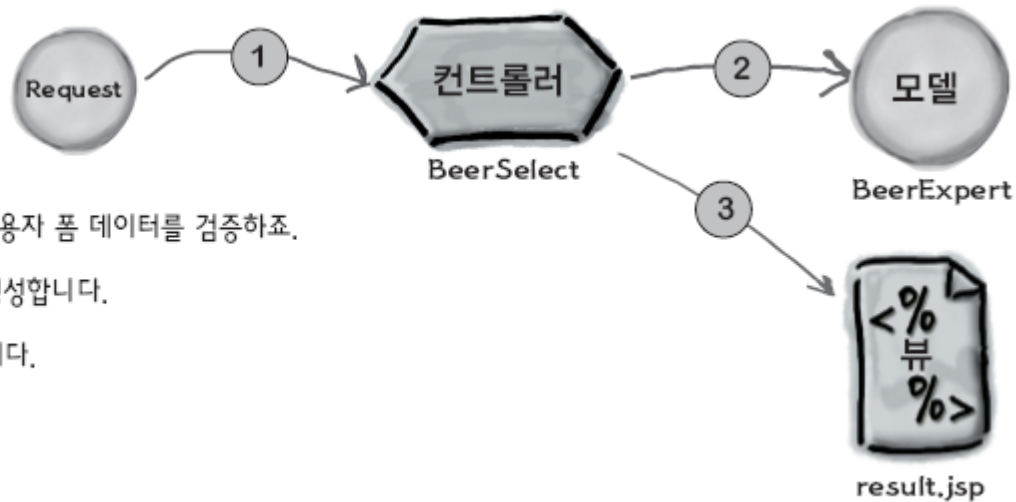 Request
1
컨트롤러
BeerSelect
2
모델
BeerExpert
용자 폼 데이터를 검증하죠.
성합니다.
다.
3
<%
뷰
%>
result.jsp